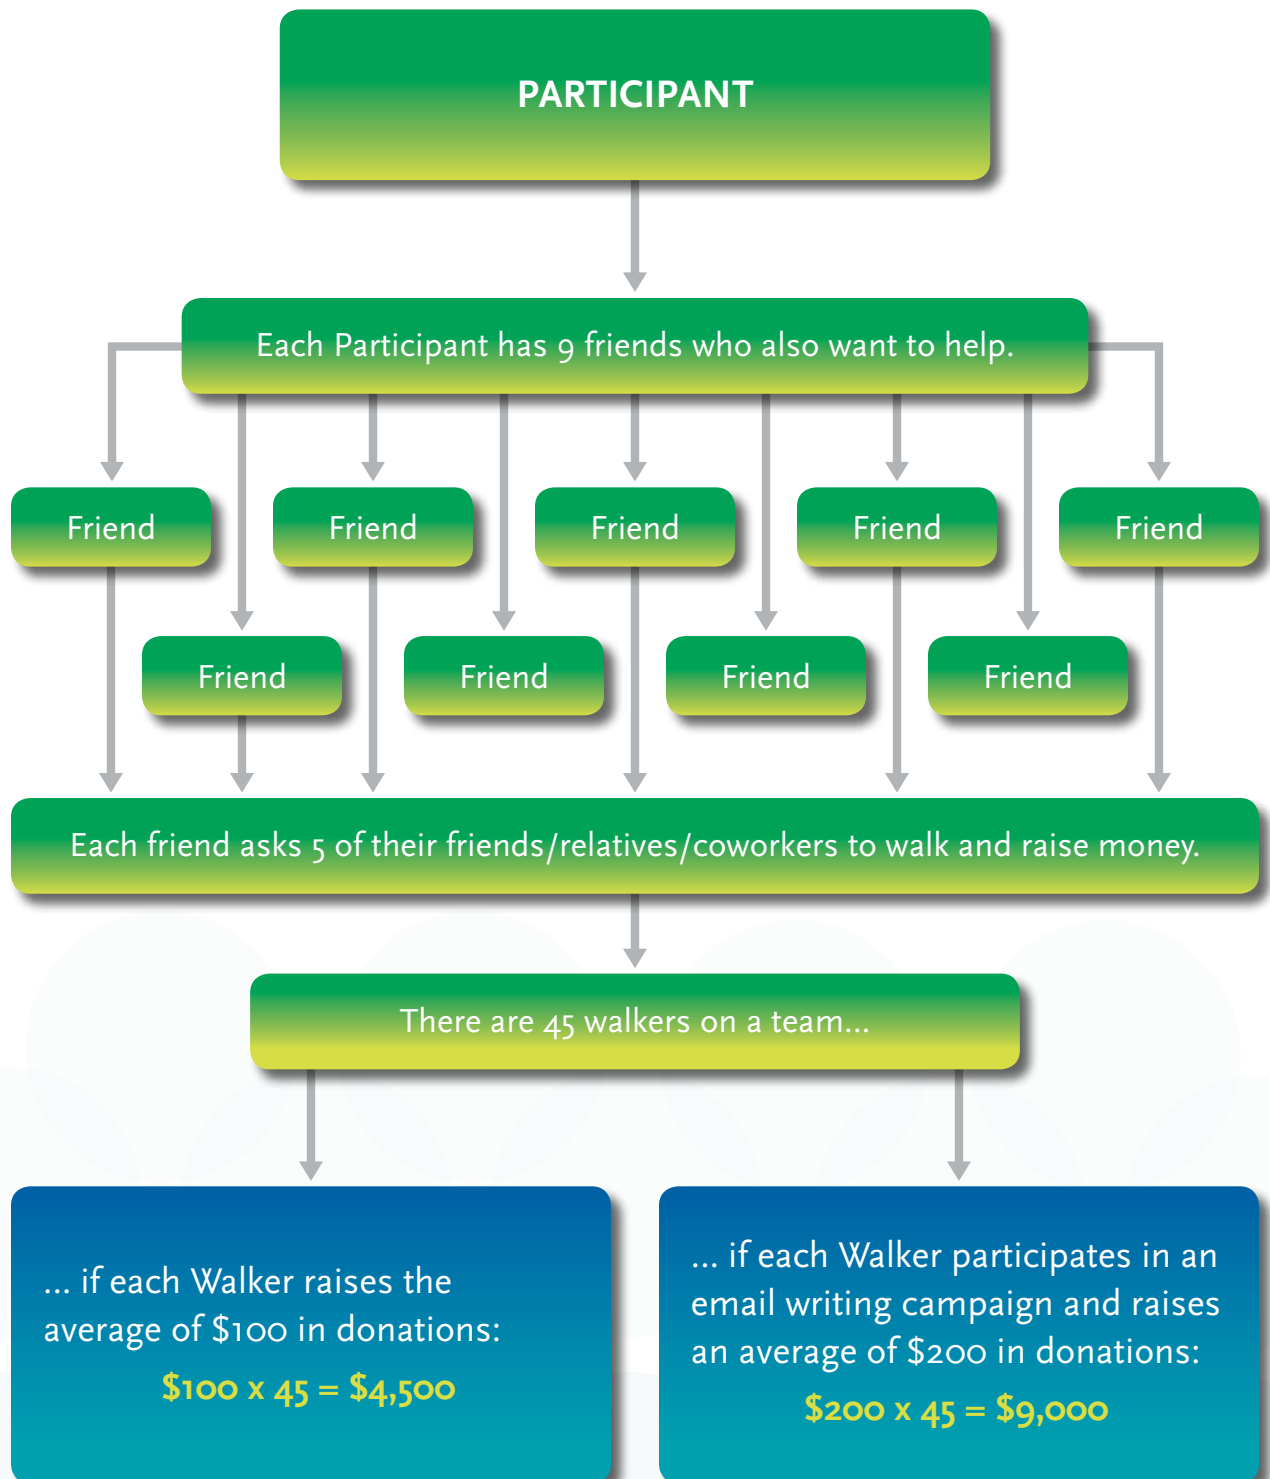 PARTICIPANT
Each Participant has 9 friends who also want to help.
Friend
Friend
Friend
Friend
Friend
Friend
Friend
Friend
Friend
Each friend asks 5 of their friends/relatives/coworkers to walk and raise money.
There are 45 walkers on a team...
... if each Walker raises the
average of $100 in donations:
$100 x 45 = $4,500
... if each Walker participates in an
email writing campaign and raises
an average of $200 in donations:
$200 x 45 = $9,000